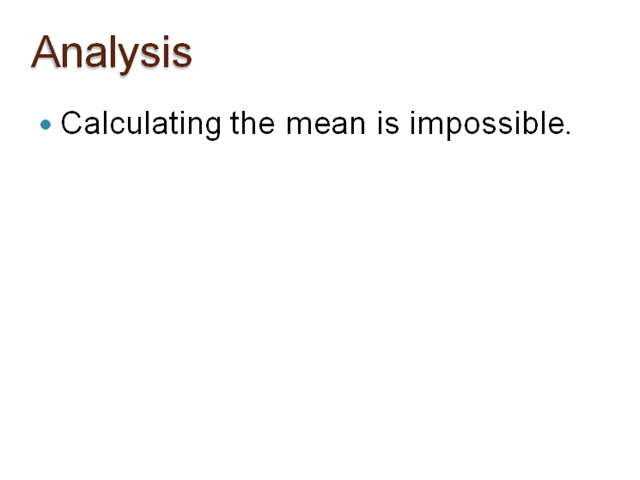 Analysis
Calculating the mean is impossible.